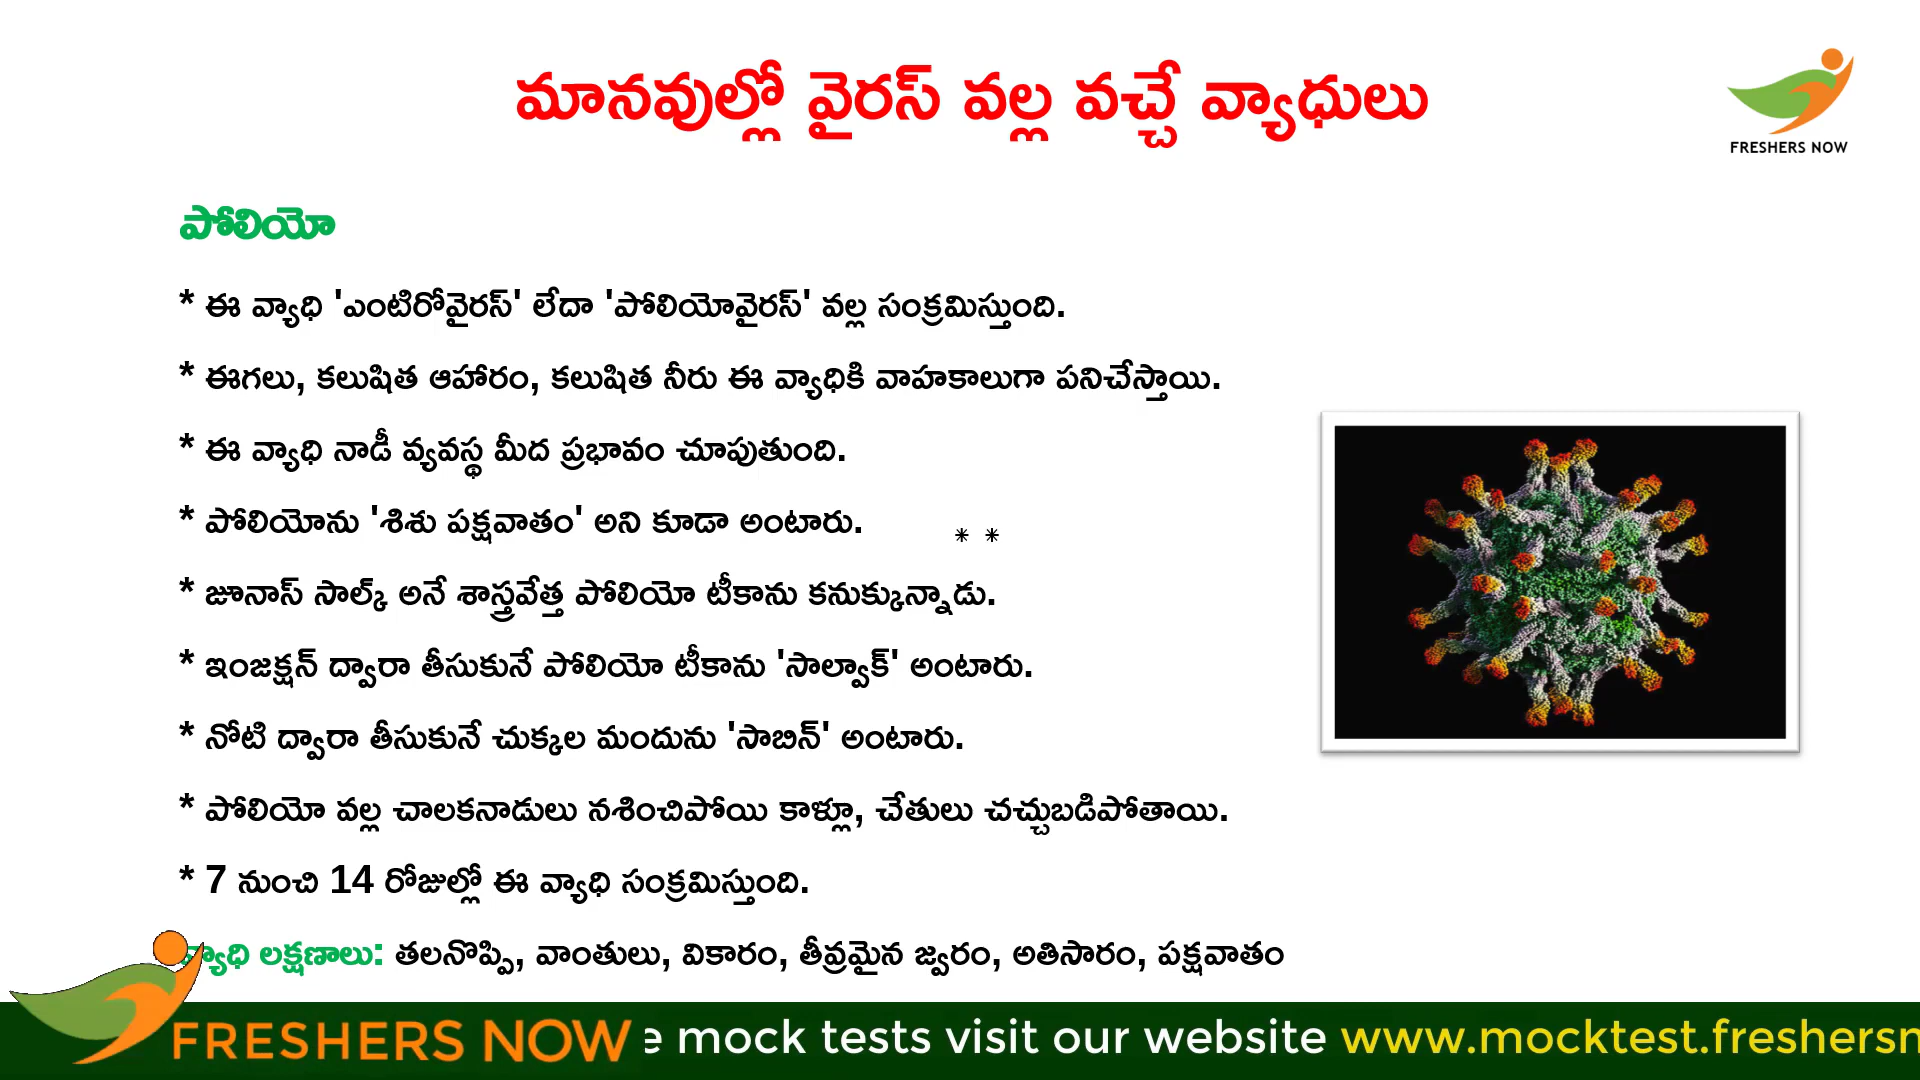 మానవుల్లో వైరస్ వల్ల వచ్చే వ్యాధులు
FRESHERS NOW
పోలియో
* ఈ వ్యాధి 'ఎంటిరోవైరస్' లేదా 'పోలియోవైరస్' వల్ల సంక్రమిస్తుంది.
* ఈగలు, కలుషిత ఆహారం, కలుషిత నీరు ఈ వ్యాధికి వాహకాలుగా పనిచేస్తాయి.
* ఈ వ్యాధి నాడీ వ్యవస్థ మీద ప్రభావం చూపుతుంది.
* పోలియోను 'శిశు పక్షవాతం' అని కూడా అంటారు.
* *
* జూనాస్ సాల్క్ అనే శాస్త్రవేత్త పోలియో టీకాను కనుక్కున్నాడు.
* ఇంజక్షన్ ద్వారా తీసుకునే పోలియో టీకాను 'సాల్వాక్' అంటారు.
* నోటి ద్వారా తీసుకునే చుక్కల మందును 'సాబిన్' అంటారు.
* పోలియో వల్ల చాలకనాడులు నశించిపోయి కాళ్లూ, చేతులు చచ్చుబడిపోతాయి.
* 7 నుంచి 14 రోజుల్లో ఈ వ్యాధి సంక్రమిస్తుంది.
లక్షణాలు: తలనొప్పి, వాంతులు, వికారం, తీవ్రమైన జ్వరం, అతిసారం, పక్షవాతం
FRESHERS NOW mock tests visit our website www.mocktest.freshers